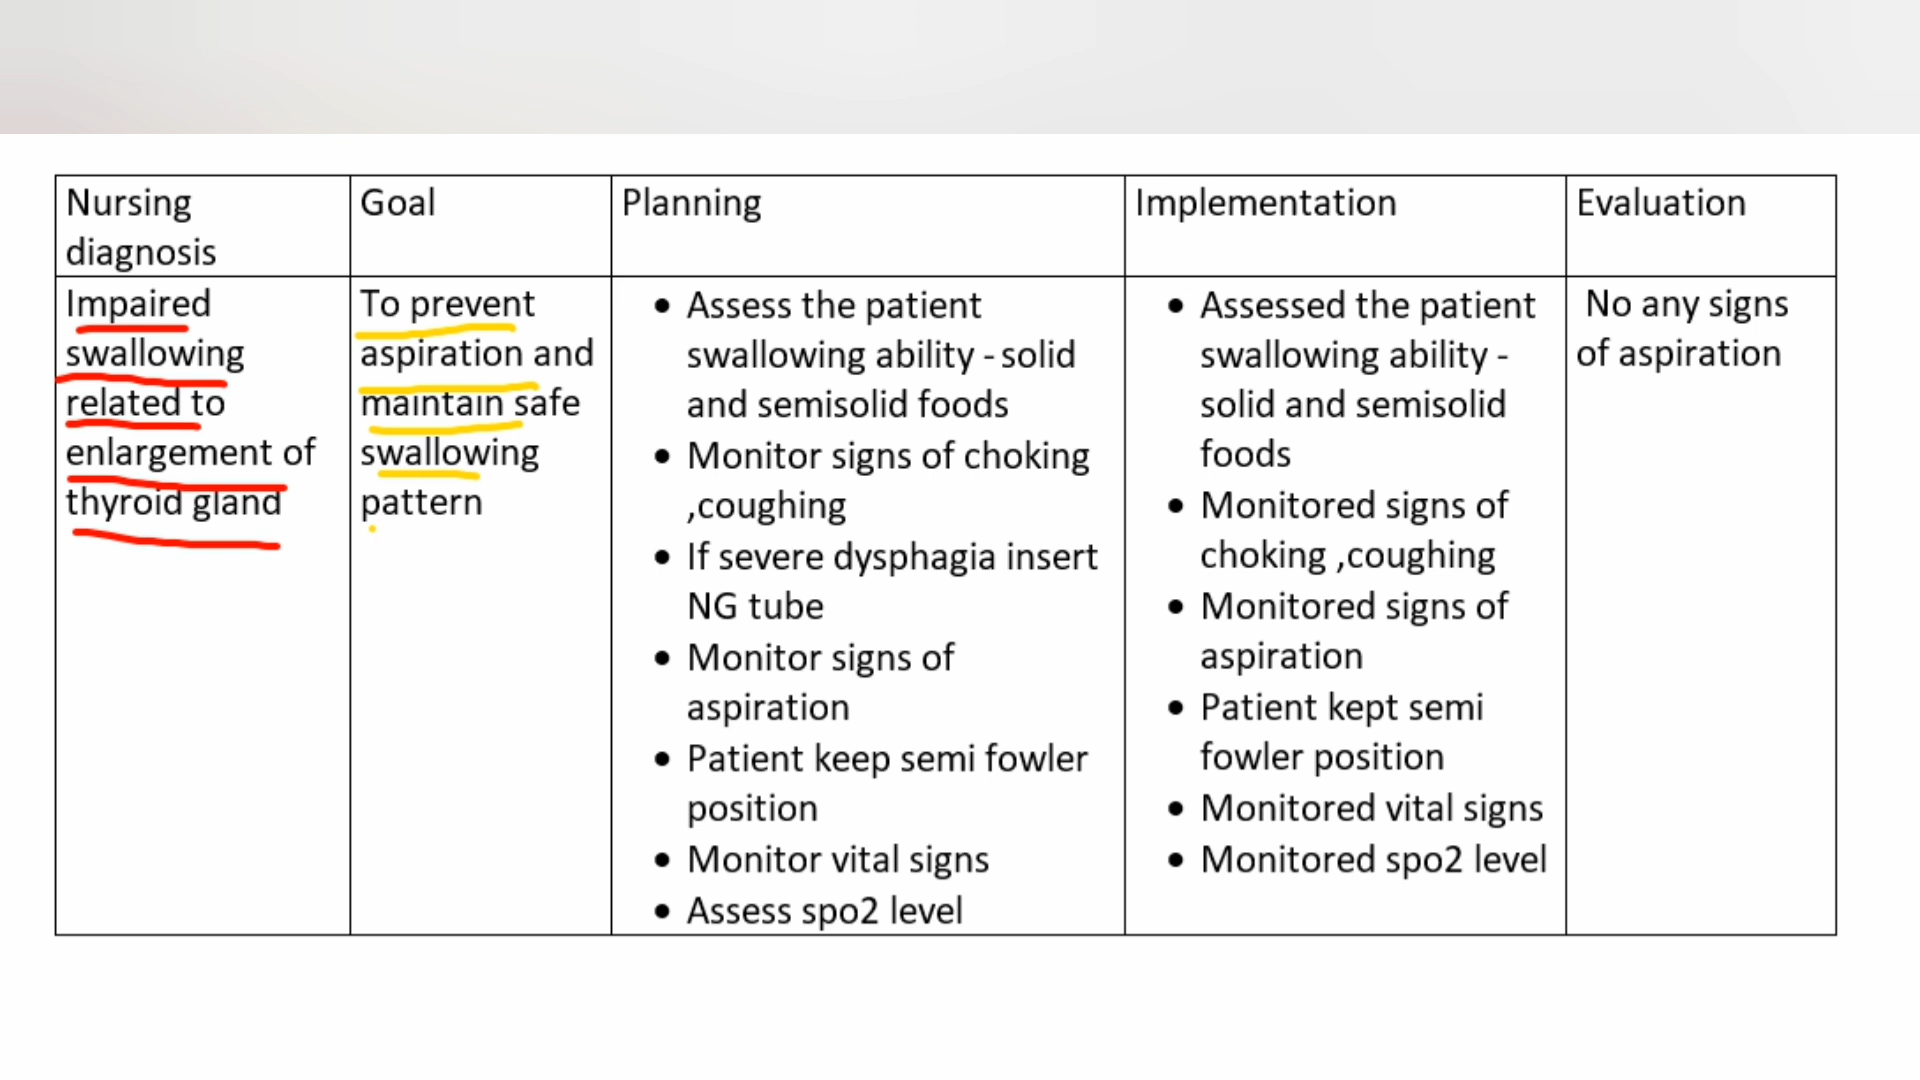 Nursing
diagnosis
Goal
Planning
Implementation
Evaluation
Impaired
swallowing
related to
enlargement of
thyroid gland
To prevent
aspiration and
maintain safe
swallowing
pattern
• Assess the patient
swallowing ability - solid
and semisolid foods
• Monitor signs of choking
,coughing
• If severe dysphagia insert
NG tube
• Monitor signs of
aspiration
• Patient keep semi fowler
position
• Monitor vital signs
• Assess spo2 level
• Assessed the patient
swallowing ability -
solid and semisolid
foods
• Monitored signs of
choking ,coughing
• Monitored signs of
aspiration
• Patient kept semi
fowler position
• Monitored vital signs
• Monitored spo2 level
No any signs
of aspiration